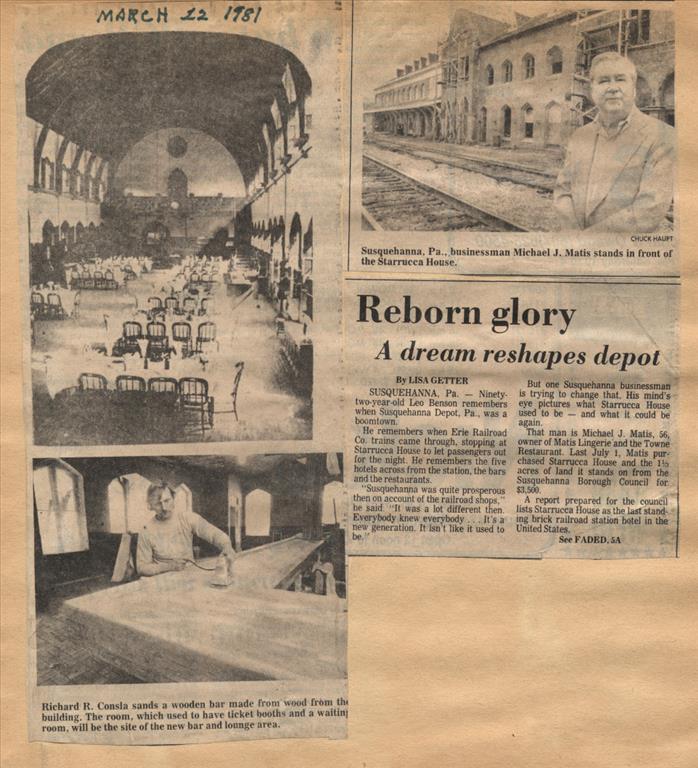 MARCH 12 1981
CHUCK HAUPT
Susquehanna, Pa., businessman Michael J. Matis stands in front of
the Starrucca House.
Reborn glory
A dream reshapes depot
By LISA GETTER
SUSQUEHANNA, Pa. — Ninety-
two-year-old Leo Benson remembers
when Susquehanna Depot, Pa., was a
boomtown.
He remembers when Erie Railroad
Co. trains came through, stopping at
Starrucca House to let passengers out
for the night. He remembers the five
hotels across from the station, the bars
and the restaurants.
"Susquehanna was quite prosperous
then on account of the railroad shops,"
he said. "It was a lot different then.
Everybody knew everybody . . . It's a
new generation. It isn't like it used to
be."
But one Susquehanna businessman
is trying to change that. His mind's
eye pictures what Starrucca House
used to be — and what it could be
again.
That man is Michael J. Matis, 56,
owner of Matis Lingerie and the Towne
Restaurant. Last July 1, Matis pur-
chased Starrucca House and the 1½
acres of land it stands on from the
Susquehanna Borough Council for
$3,500.
A report prepared for the council
lists Starrucca House as the last stand-
ing brick railroad station hotel in the
United States.
See FADED, 5A
Richard R. Consla sands a wooden bar made from wood from the
building. The room, which used to have ticket booths and a waiting
room, will be the site of the new bar and lounge area.